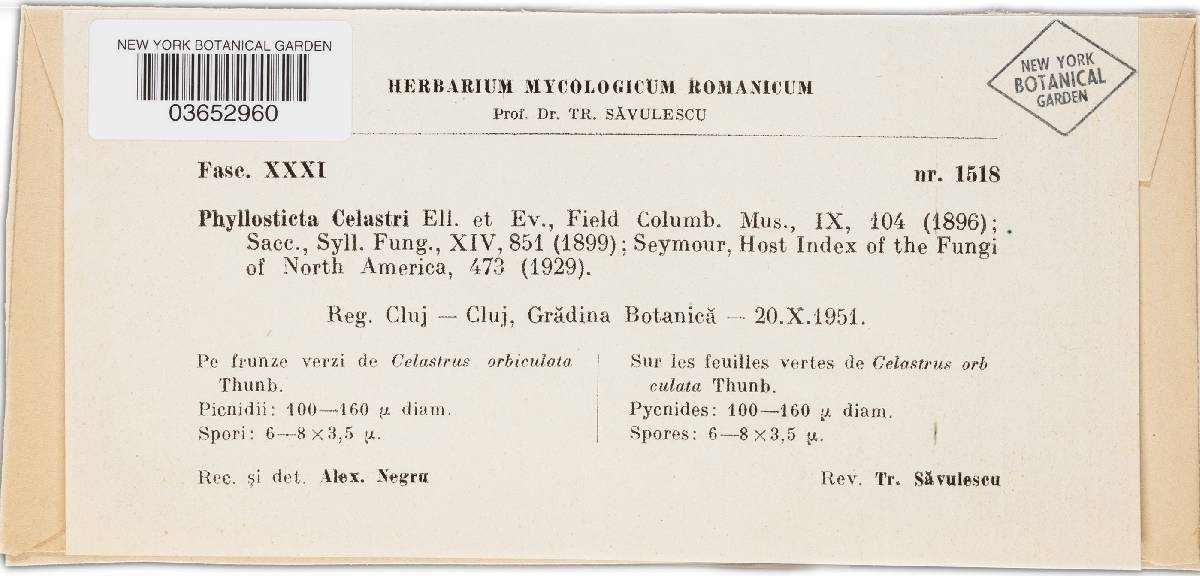 NEW YORK BOTANICAL GARDEN
03652960
NEW YORK
BOTANICAL
GARDEN
HERBARIUM MYCOLOGICUM ROMANICUM
Prof. Dr. TR. SĂVULESCU
Fasc. XXXI nr. 1518
Phyllosticta Celastri Ell. et Ev., Field Columb. Mus., IX, 104 (1896);
Sacc., Syll. Fung., XIV, 851 (1899); Seymour, Host Index of the Fungi
of North America, 473 (1929).
Reg. Cluj — Cluj, Grădina Botanică — 20.X.1951.
Pe frunze verzi de Celastrus orbiculata
Thunb.
Picnidii: 100—160 μ diam.
Spori: 6—8×3,5 μ.
Sur les feuilles vertes de Celastrus orb
culata Thunb.
Pycnides: 100—160 μ diam.
Spores: 6—8×3,5 μ.
Rec. și det. Alex. Negru Rev. Tr. Săvulescu